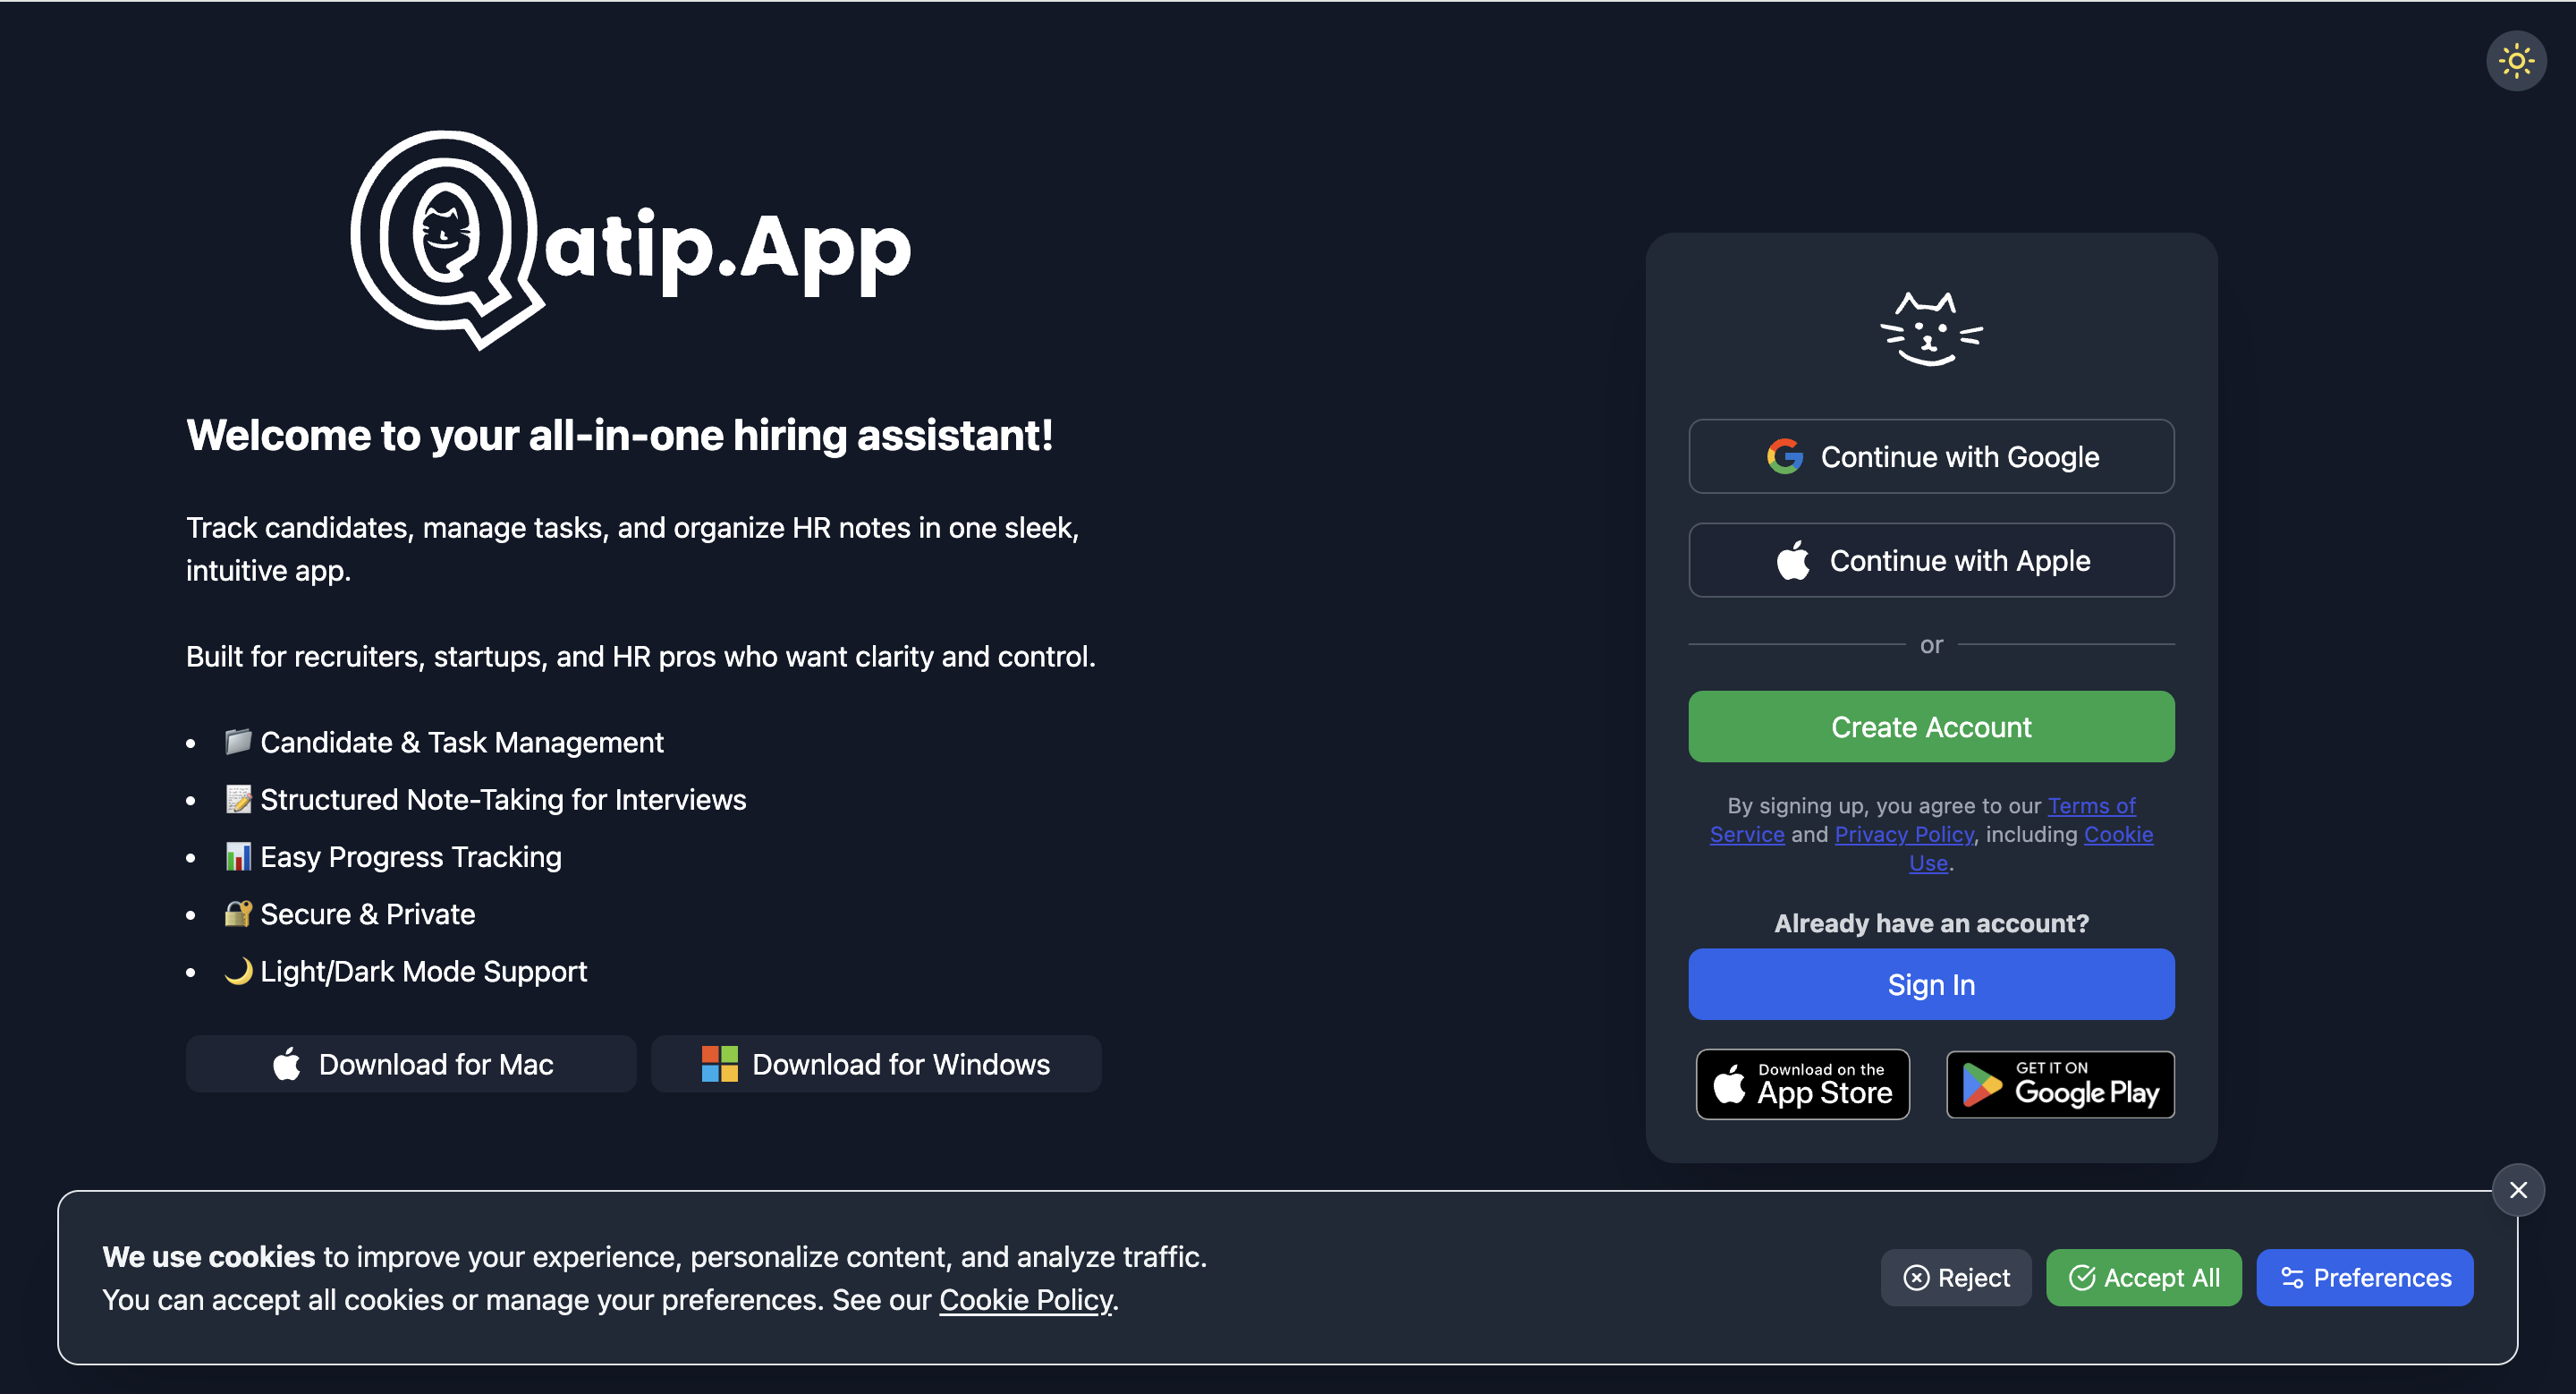 Qatip.App
Welcome to your all-in-one hiring assistant!
Track candidates, manage tasks, and organize HR notes in one sleek,
intuitive app.
Built for recruiters, startups, and HR pros who want clarity and control.
Candidate & Task Management
Structured Note-Taking for Interviews
Easy Progress Tracking
Secure & Private
Light/Dark Mode Support
Download for Mac
Download for Windows
Continue with Google
Continue with Apple
or
Create Account
By signing up, you agree to our Terms of
Service and Privacy Policy, including Cookie
Use.
Already have an account?
Sign In
Download on the
App Store
GET IT ON
Google Play
We use cookies to improve your experience, personalize content, and analyze traffic.
You can accept all cookies or manage your preferences. See our Cookie Policy.
Reject
Accept All
Preferences